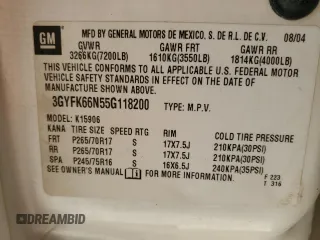 GM
MFD BY GENERAL MOTORS DE MEXICO. S. DE R.L. DE C.V. 08/04
GVWR GAWR FRT GAWR RR
3266KG(7200LB) 1610KG(3550LB) 1814KG(4000LB)
THIS VEHICLE CONFORMS TO ALL APPLICABLE U.S. FEDERAL MOTOR
VEHICLE SAFETY STANDARDS IN EFFECT ON THE DATE OF
MANUFACTURE SHOWN ABOVE.
3GYFK66N55G118200 TYPE: M.P.V.
MODEL: K15906
KANA TIRE SIZE SPEED RTG RIM COLD TIRE PRESSURE
FRT P265/70R17 S 17X7.5J 210KPA(30PSI)
RR P265/70R17 S 17X7.5J 210KPA(30PSI)
SPA P245/75R16 S 16X6.5J 240KPA(35PSI)
SEE OWNER'S MANUAL FOR MORE INFORMATION
F 223
T 316
DREAMBID